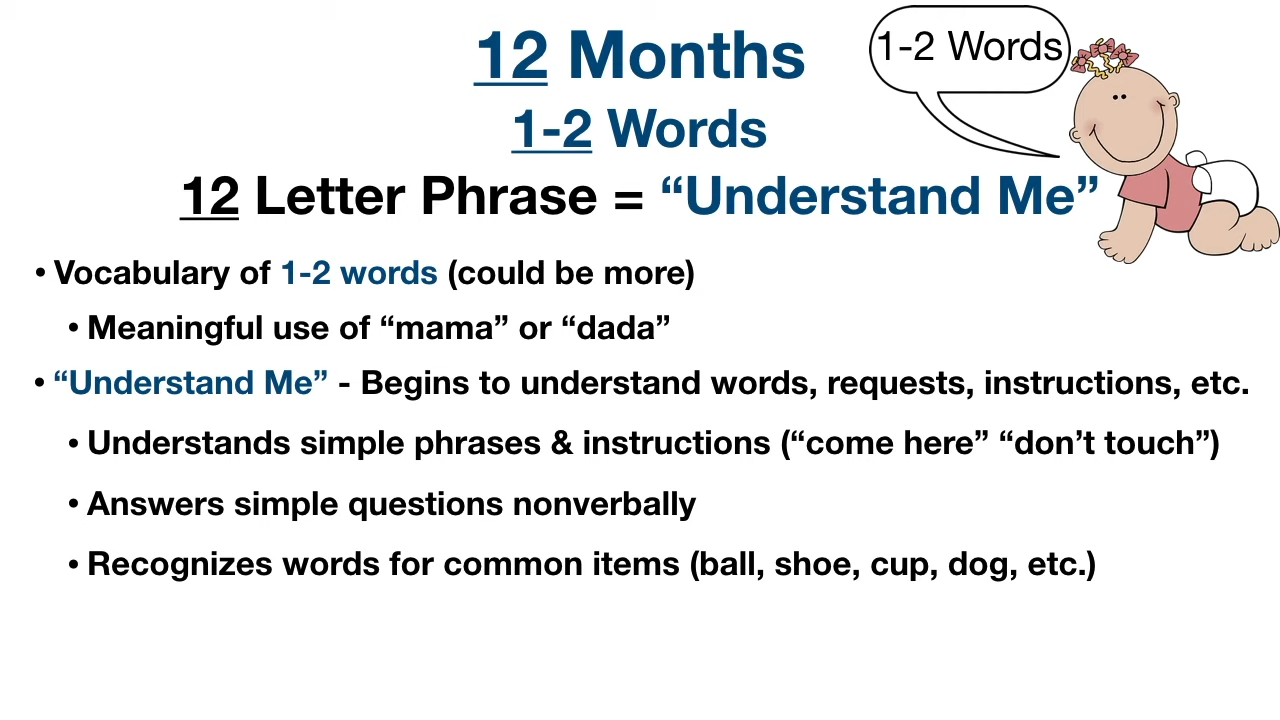 12 Months
1-2 Words
1-2 Words
12 Letter Phrase = “Understand Me”
• Vocabulary of 1-2 words (could be more)
• Meaningful use of “mama” or “dada”
• “Understand Me” - Begins to understand words, requests, instructions, etc.
• Understands simple phrases & instructions (“come here” “don’t touch”)
• Answers simple questions nonverbally
• Recognizes words for common items (ball, shoe, cup, dog, etc.)